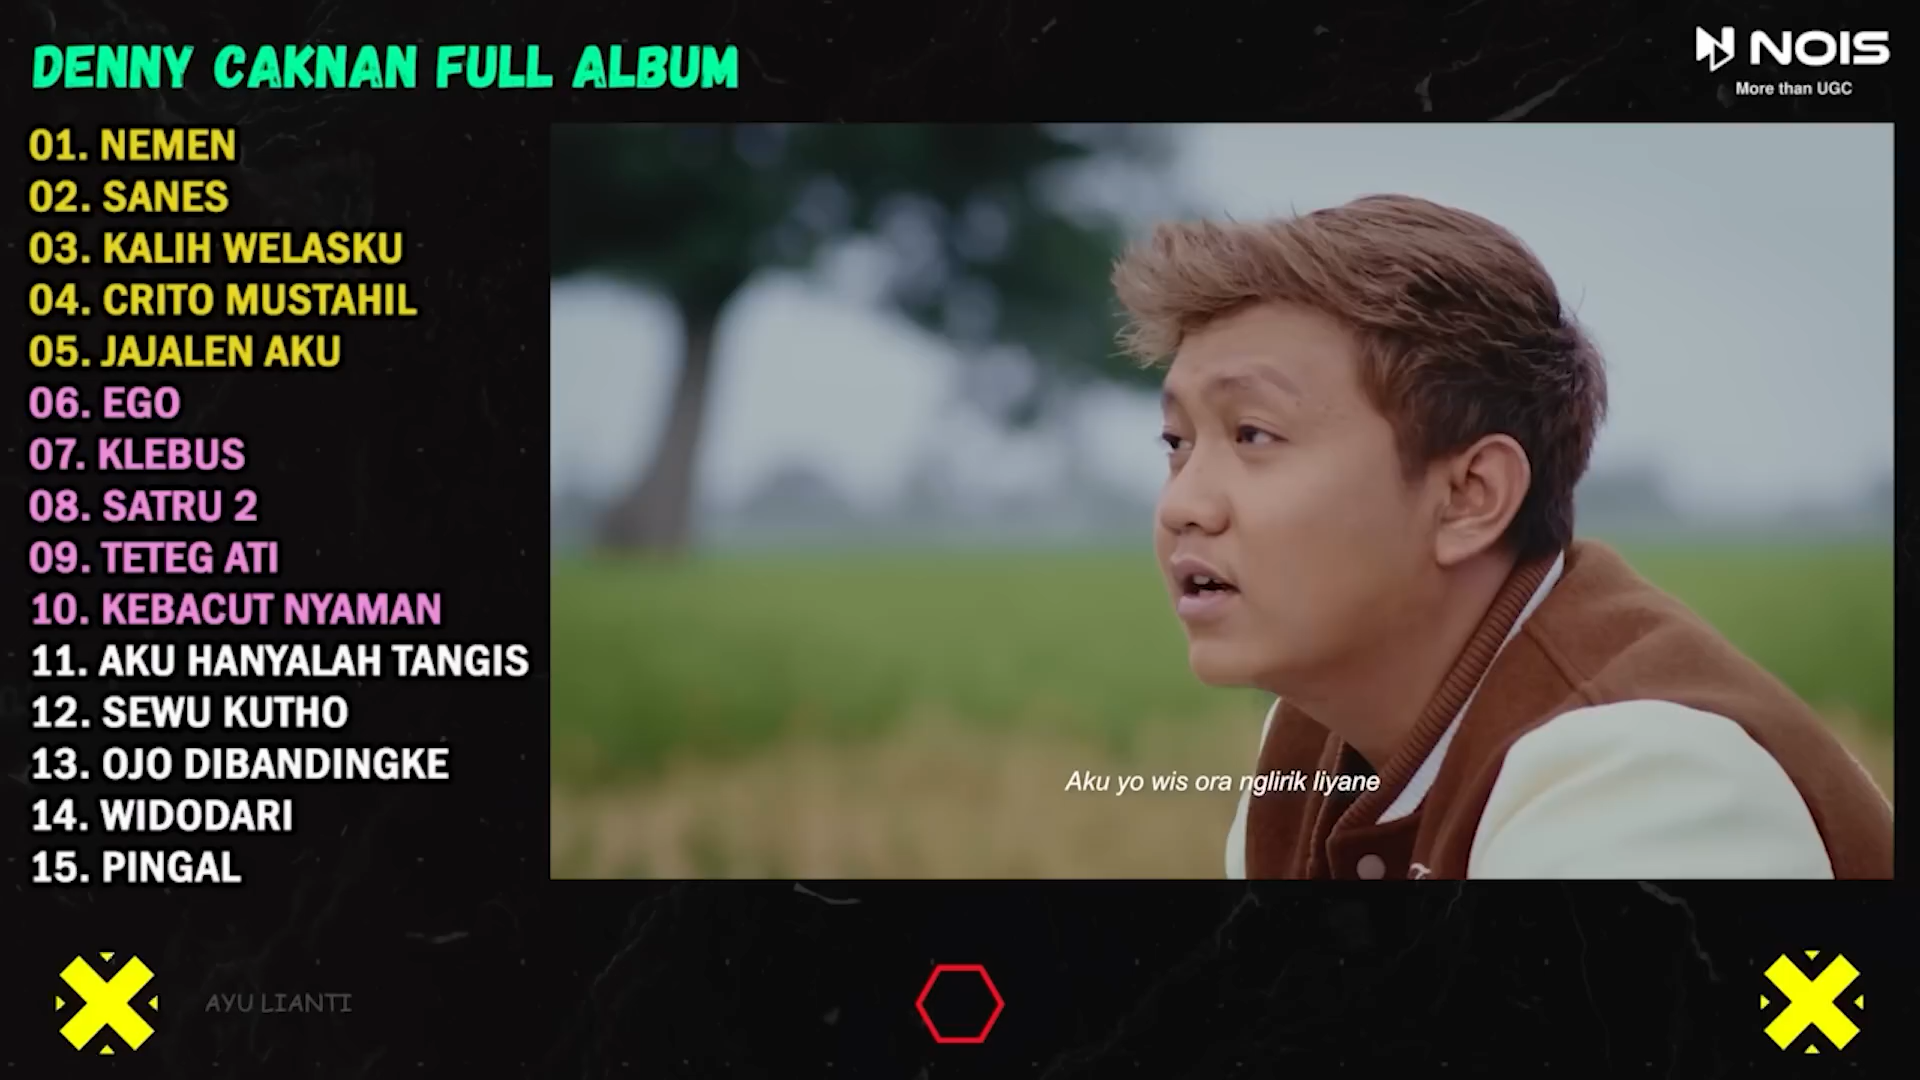 DENNY CAKNAN FULL ALBUM
NOIS
More than UGC
01. NEMEN
02. SANES
03. KALIH WELASKU
04. CRITO MUSTAHIL
05. JAJALEN AKU
06. EGO
07. KLEBUS
08. SATRU 2
09. TETEG ATI
10. KEBACUT NYAMAN
11. AKU HANYALAH TANGIS
12. SEWU KUTHO
13. OJO DIBANDINGKE
14. WIDODARI
15. PINGAL
Aku yo wis ora nglirik liyane
AYU LIANTI